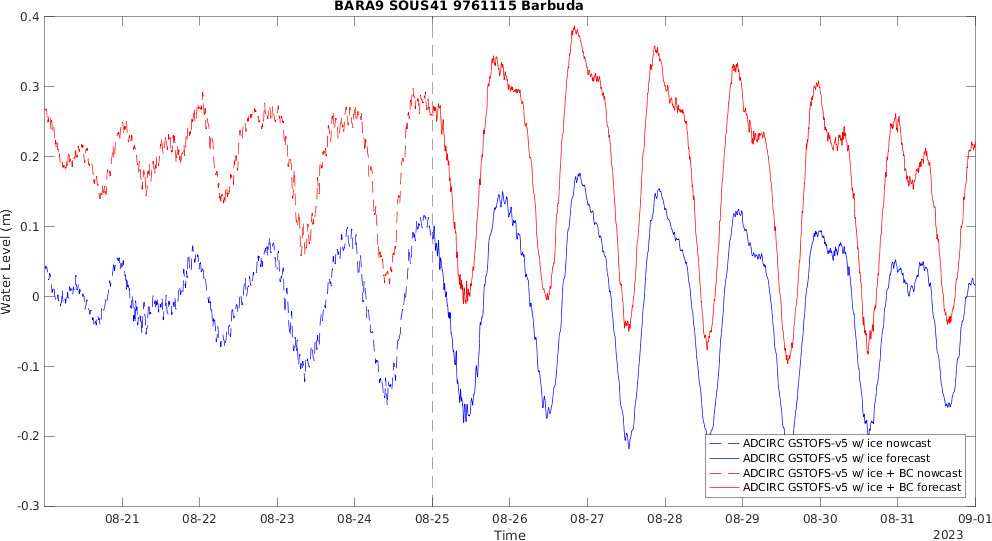 BARA9 SOUS41 9761115 Barbuda
0.4
0.3
0.2
0.1
0
-0.1
-0.2
-0.3
Water Level (m)
ADCIRC GSTOFS-v5 w/ ice nowcast
ADCIRC GSTOFS-v5 w/ ice forecast
ADCIRC GSTOFS-v5 w/ ice + BC nowcast
ADCIRC GSTOFS-v5 w/ ice + BC forecast
08-21 08-22 08-23 08-24 08-25 08-26 08-27 08-28 08-29 08-30 08-31 09-01
Time
2023